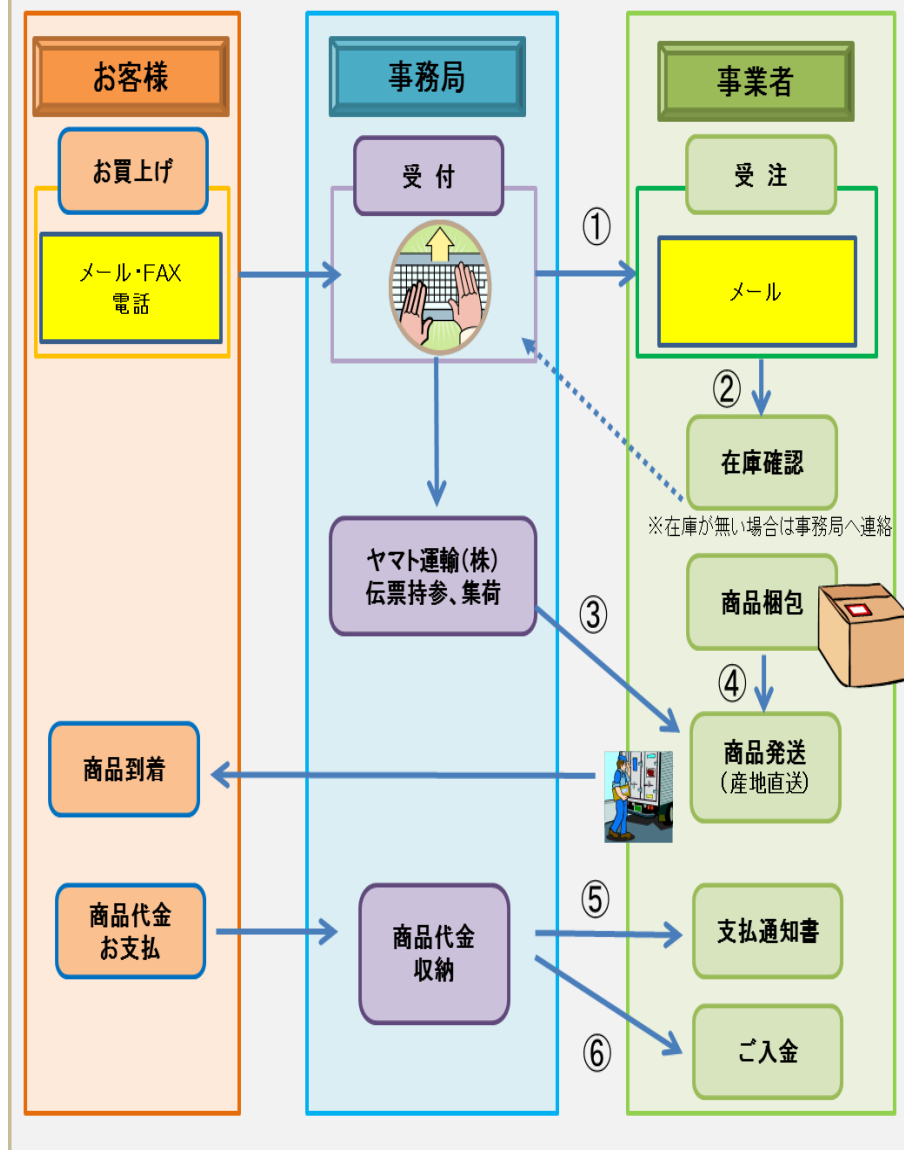 お客様
事務局
事業者
お買上げ
受 付
受 注
①
メール・FAX
電話
メール
②
在庫確認
※在庫が無い場合は事務局へ連絡
ヤマト運輸(株)
伝票持参、集荷
③
商品梱包
④
商品到着
商品発送
(産地直送)
商品代金
お支払
商品代金
収納
⑤
支払通知書
⑥
ご入金